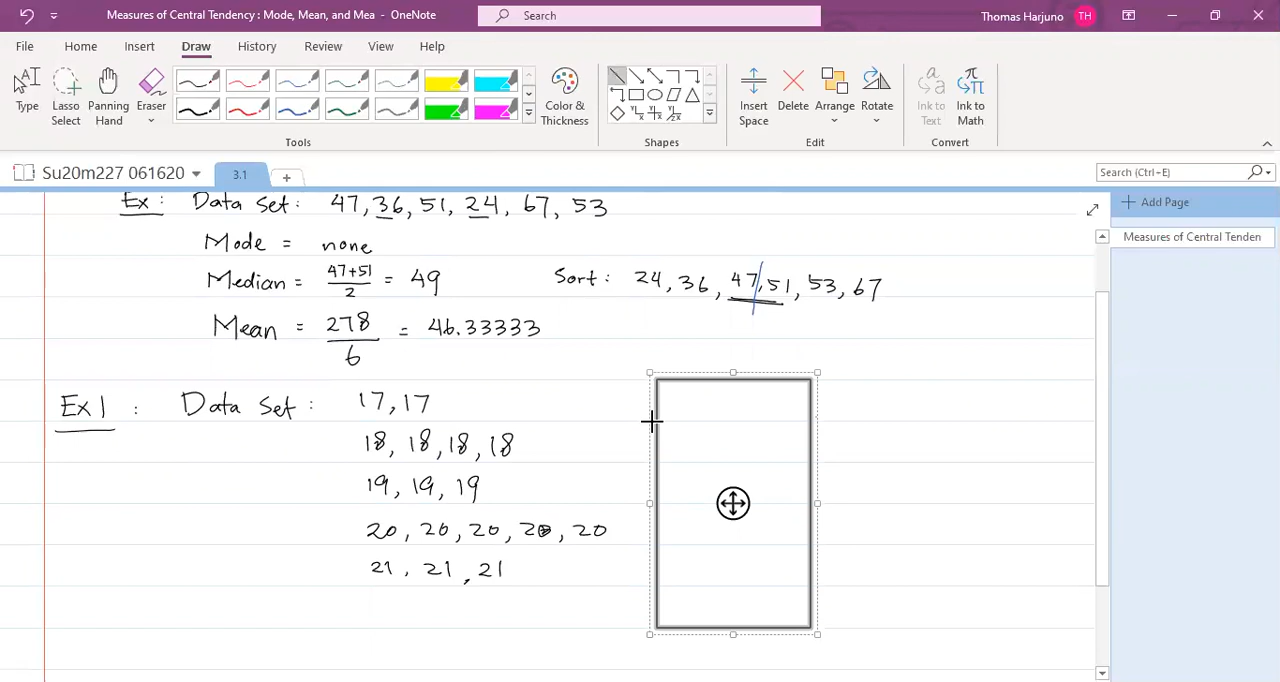 Measures of Central Tendency : Mode, Mean, and Mea - OneNote
Search
Thomas Harjuno
TH
File Home Insert Draw History Review View Help
Type
Lasso Select
Panning Hand
Eraser
Color & Thickness
Insert Space
Delete
Arrange
Rotate
Ink to Text
Ink to Math
Tools
Shapes
Edit
Convert
Su20m227 061620
3.1
Search (Ctrl+E)
Add Page
Measures of Central Tenden
Ex : Data set : 47, 36, 51, 24, 67, 53
Mode = none
Median = 47+51/2 = 49
Sort : 24, 36, 47, 51, 53, 67
Mean = 278/6 = 46.33333
Ex 1 : Data set : 17, 17
18, 18, 18, 18
19, 19, 19
20, 20, 20, 20, 20
21, 21, 21